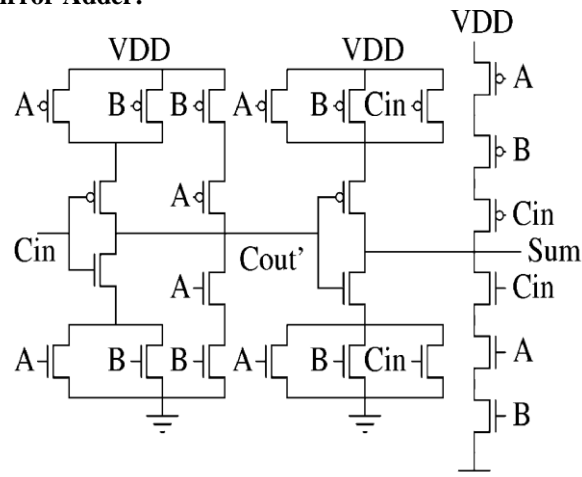 irror Adder:
VDD
VDD VDD
A B B A B Cin A
B
A Cin
Cin Cout' Sum
A Cin
A B B A B Cin A
B